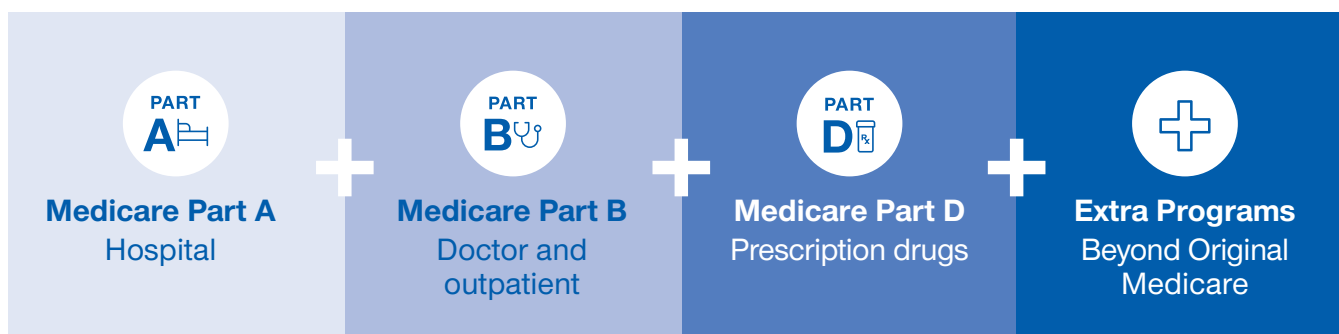 PART
A
Medicare Part A
Hospital
PART
B
Medicare Part B
Doctor and
outpatient
PART
D
Rx
Medicare Part D
Prescription drugs
Extra Programs
Beyond Original
Medicare